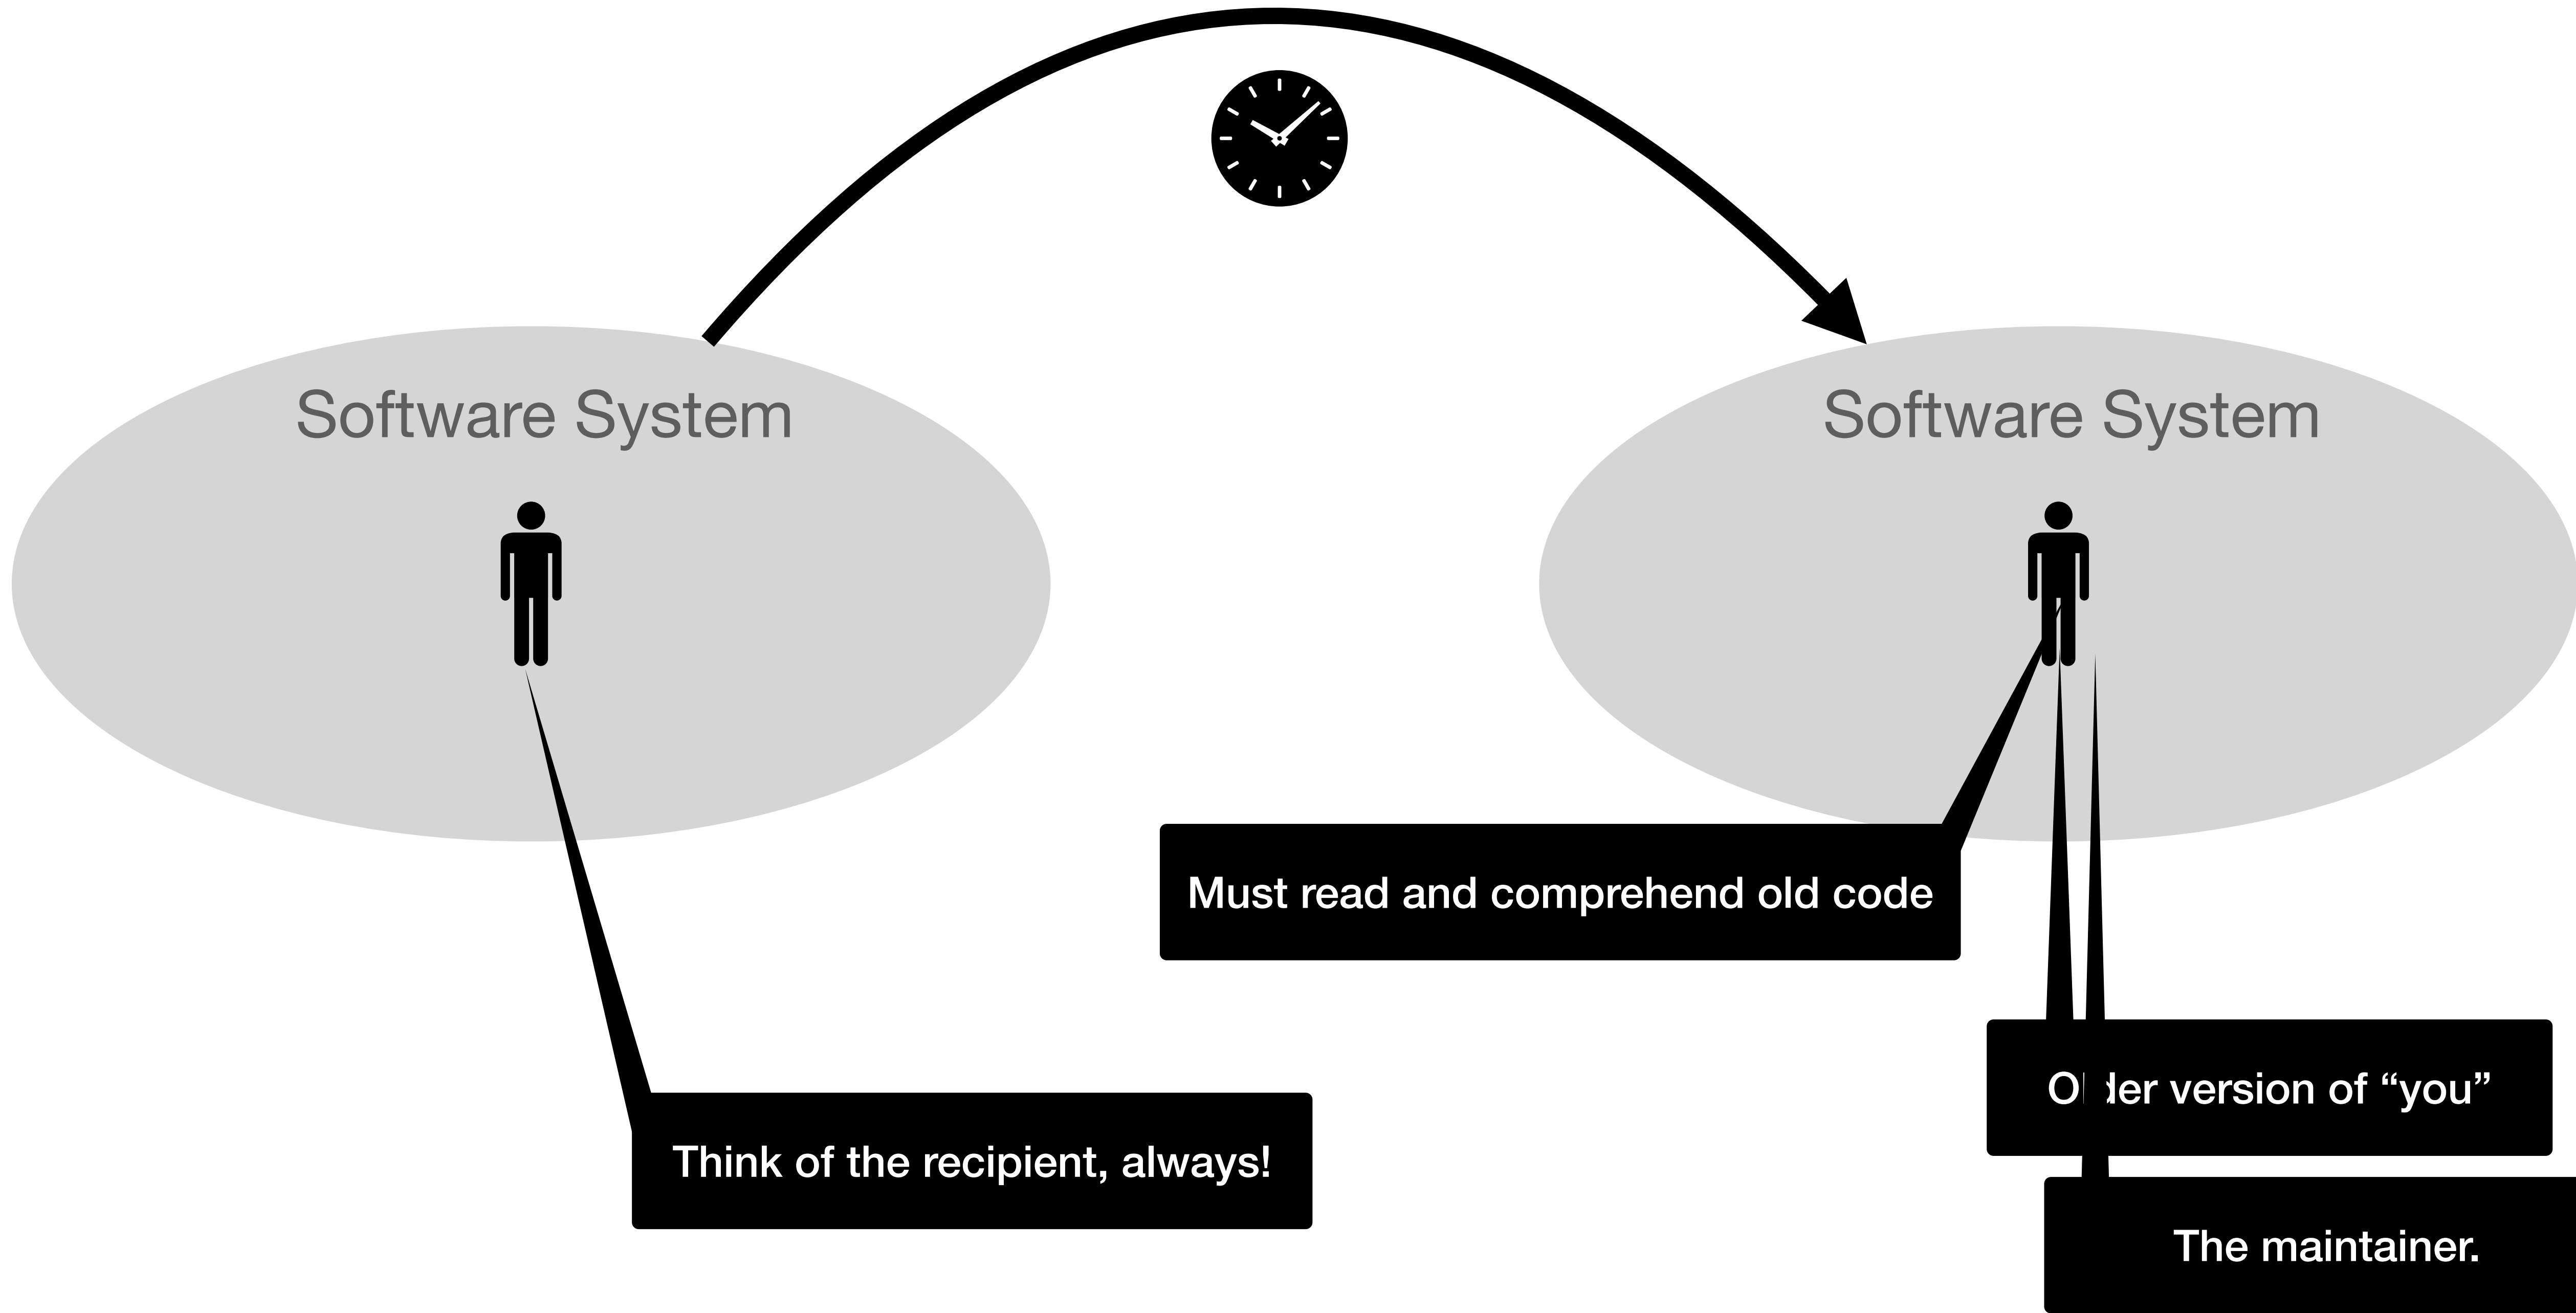 Software System
Software System
Must read and comprehend old code
Older version of “you”
Think of the recipient, always!
The maintainer.